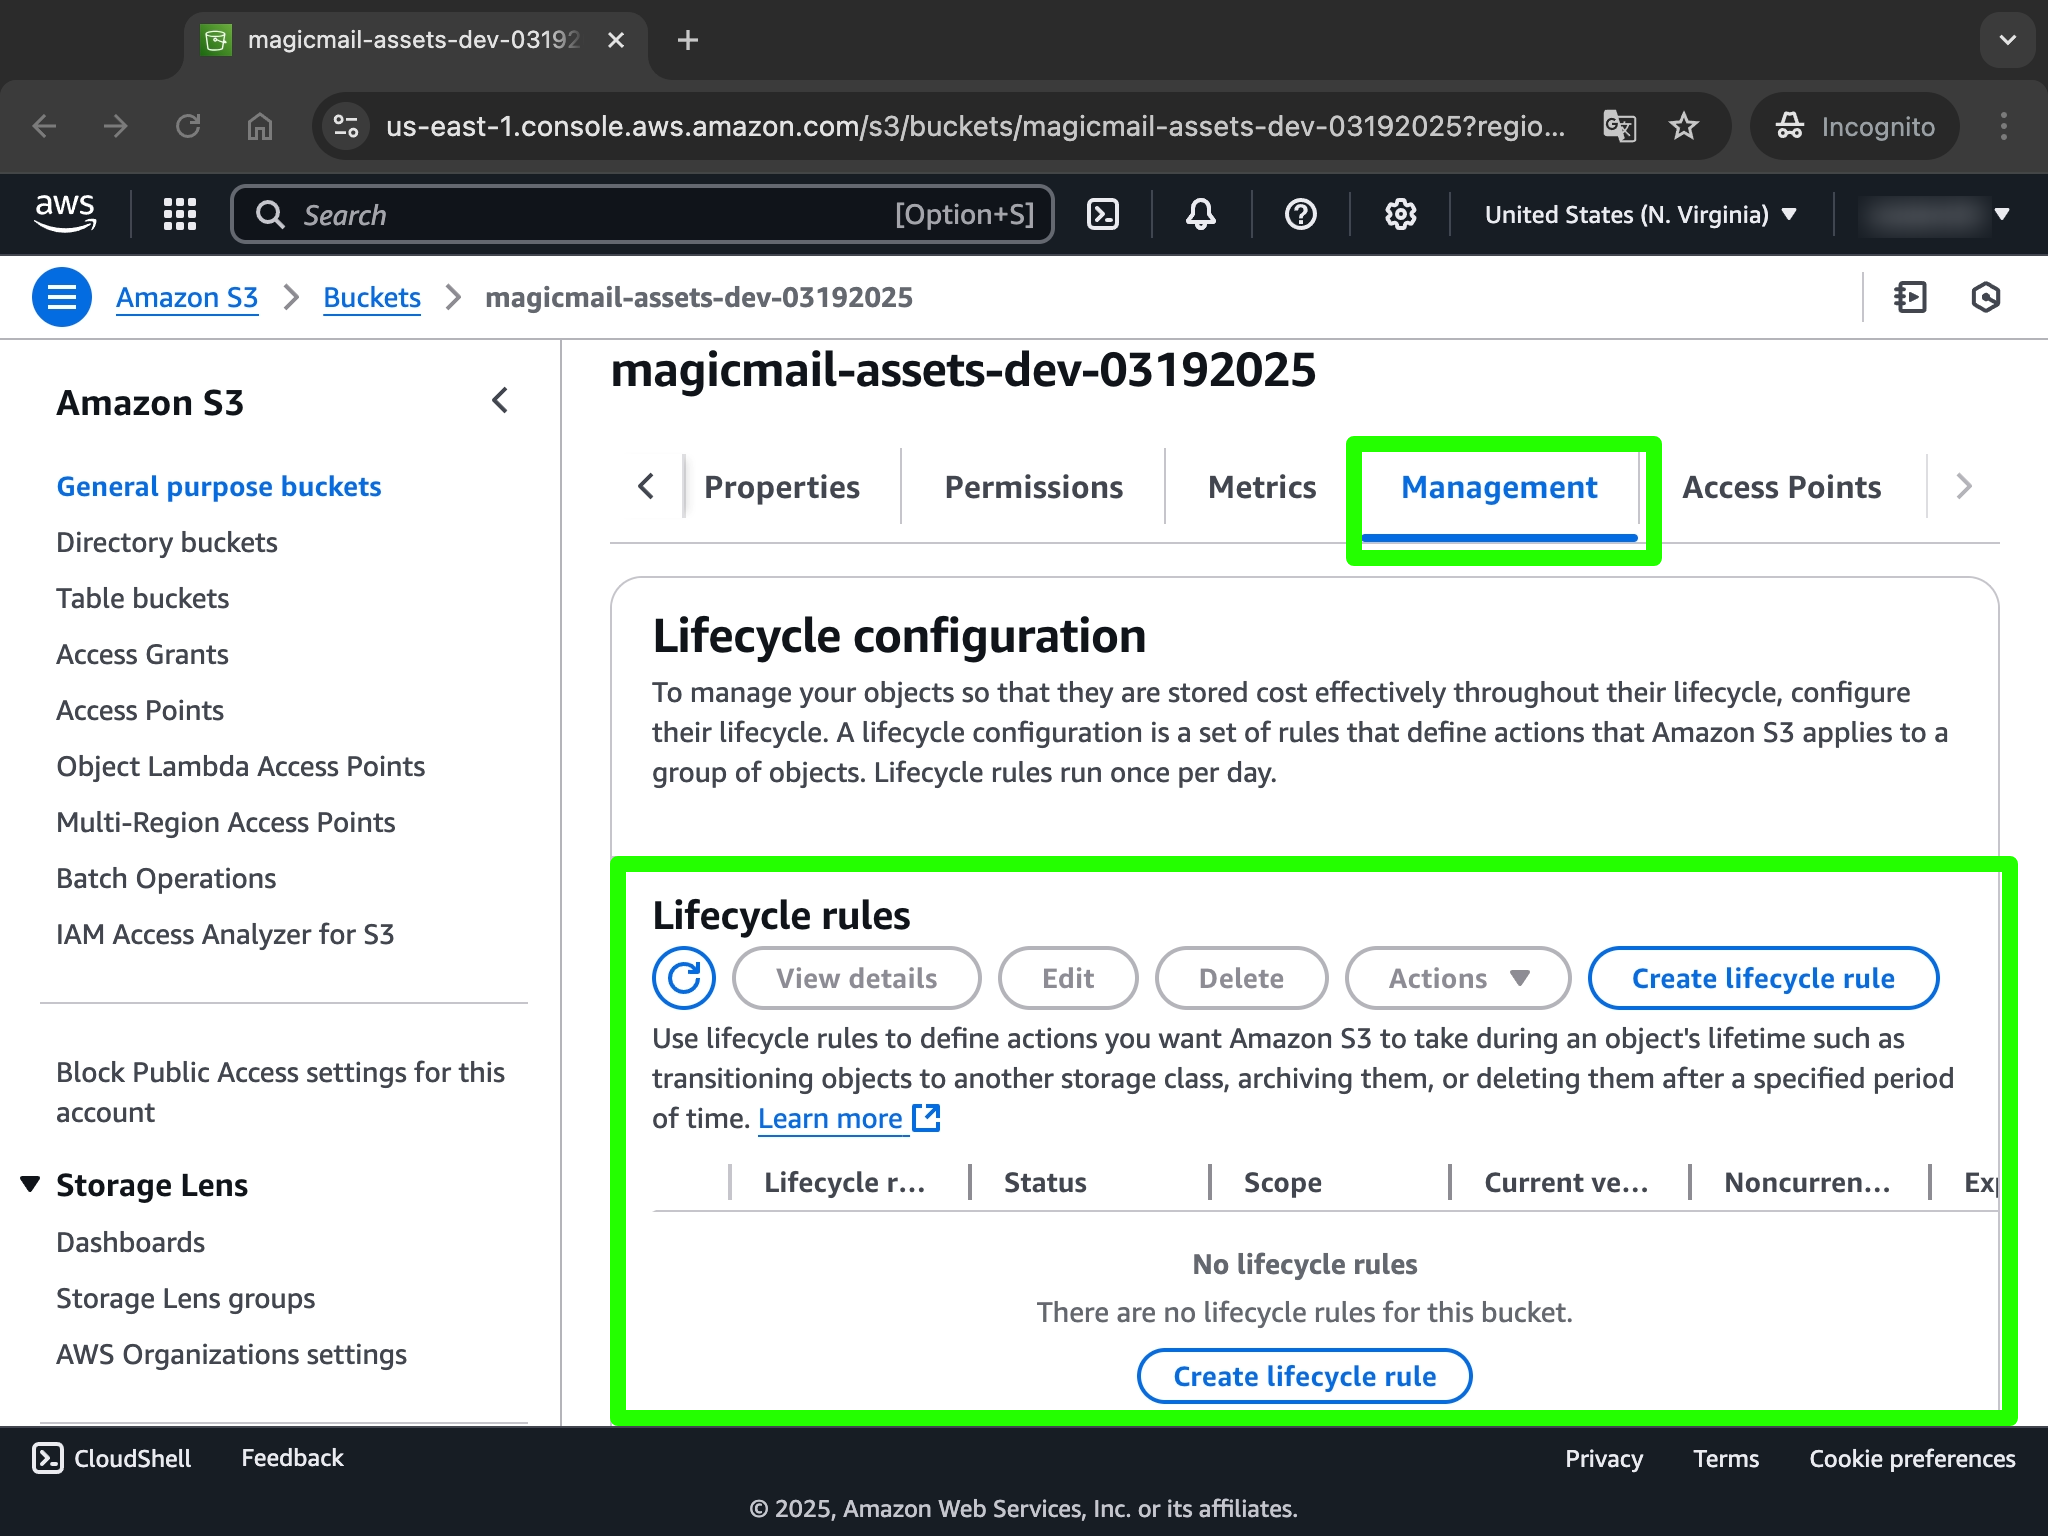 magicmail-assets-dev-03192
us-east-1.console.aws.amazon.com/s3/buckets/magicmail-assets-dev-03192025?regio...
Incognito
aws
Search
[Option+S]
United States (N. Virginia)
Amazon S3
Buckets
magicmail-assets-dev-03192025
Amazon S3
General purpose buckets
Directory buckets
Table buckets
Access Grants
Access Points
Object Lambda Access Points
Multi-Region Access Points
Batch Operations
IAM Access Analyzer for S3
Block Public Access settings for this
account
Storage Lens
Dashboards
Storage Lens groups
AWS Organizations settings
magicmail-assets-dev-03192025
Properties
Permissions
Metrics
Management
Access Points
Lifecycle configuration
To manage your objects so that they are stored cost effectively throughout their lifecycle, configure
their lifecycle. A lifecycle configuration is a set of rules that define actions that Amazon S3 applies to a
group of objects. Lifecycle rules run once per day.
Lifecycle rules
View details
Edit
Delete
Actions
Create lifecycle rule
Use lifecycle rules to define actions you want Amazon S3 to take during an object's lifetime such as
transitioning objects to another storage class, archiving them, or deleting them after a specified period
of time. Learn more
Lifecycle r...
Status
Scope
Current ve...
Noncurren...
Exp
No lifecycle rules
There are no lifecycle rules for this bucket.
Create lifecycle rule
CloudShell
Feedback
Privacy
Terms
Cookie preferences
© 2025, Amazon Web Services, Inc. or its affiliates.